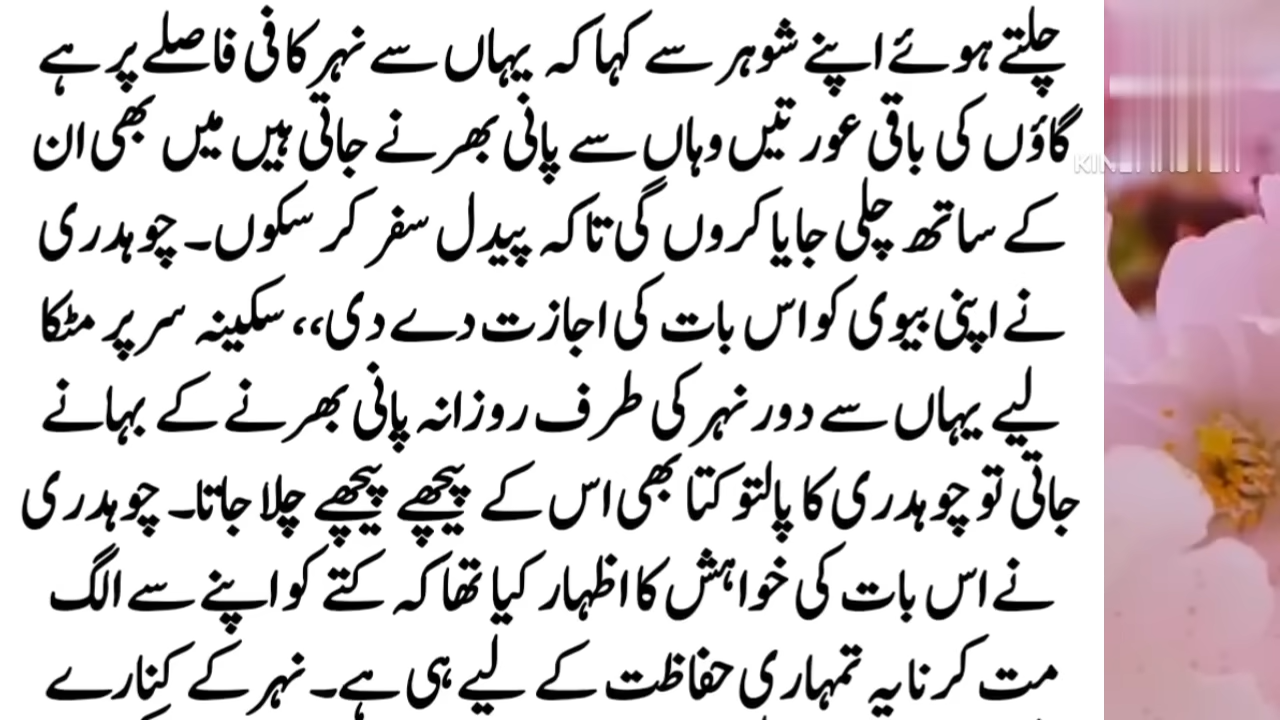 چلتے ہوئے اپنے شوہر سے کہا کہ یہاں سے نہر کافی فاصلے پر ہے
گاؤں کی باقی عورتیں وہاں سے پانی بھرنے جاتی ہیں میں بھی ان
کے ساتھ چلی جایا کروں گی تاکہ پیدل سفر کر سکوں۔ چوہدری
نے اپنی بیوی کو اس بات کی اجازت دے دی،، سکینہ سر پر مٹکا
لیے یہاں سے دور نہر کی طرف روزانہ پانی بھرنے کے بہانے
جاتی تو چوہدری کا پالتو کتا بھی اس کے پیچھے پیچھے چلا جاتا۔ چوہدری
نے اس بات کی خواہش کا اظہار کیا تھا کہ کتے کو اپنے سے الگ
مت کرنا یہ تمہاری حفاظت کے لیے ہی ہے۔ نہر کے کنارے
KINEMASTER